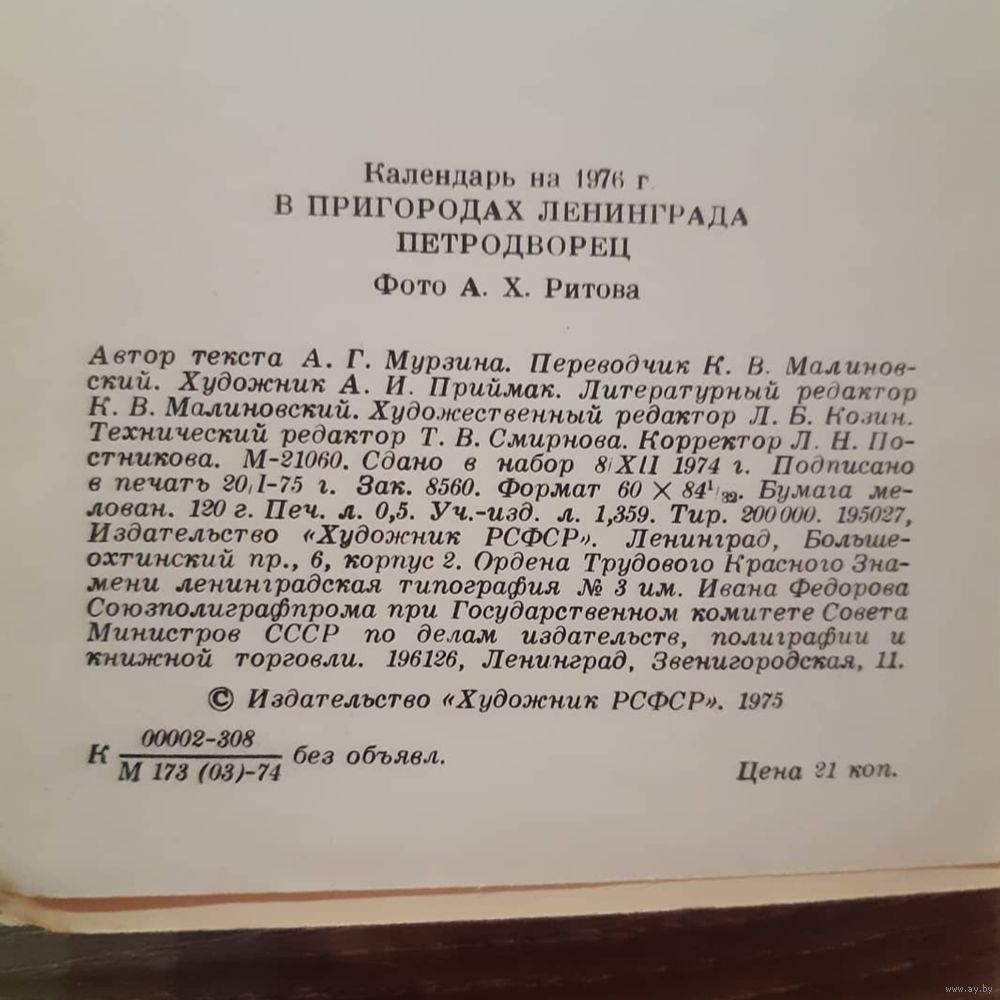 Календарь на 1976 г.
В ПРИГОРОДАХ ЛЕНИНГРАДА
ПЕТРОДВОРЕЦ
Фото А. Х. Ритова
Автор текста А. Г. Мурзина. Переводчик К. В. Малинов-
ский. Художник А. И. Приймак. Литературный редактор
К. В. Малиновский. Художественный редактор Л. Б. Козин.
Технический редактор Т. В. Смирнова. Корректор Л. Н. По-
стникова. М-21060. Сдано в набор 8/XII 1974 г. Подписано
в печать 20/I-75 г. Зак. 8560. Формат 60 × 84¹/₃₂. Бумага ме-
лован. 120 г. Печ. л. 0,5. Уч.-изд. л. 1,359. Тир. 200 000. 195027,
Издательство «Художник РСФСР». Ленинград, Больше-
охтинский пр., 6, корпус 2. Ордена Трудового Красного Зна-
мени ленинградская типография № 3 им. Ивана Федорова
Союзполиграфпрома при Государственном комитете Совета
Министров СССР по делам издательств, полиграфии и
книжной торговли. 196126, Ленинград, Звенигородская, 11.
© Издательство «Художник РСФСР». 1975
К 00002-308 / М 173 (03)-74 без объявл.
Цена 21 коп.
www.ay.by